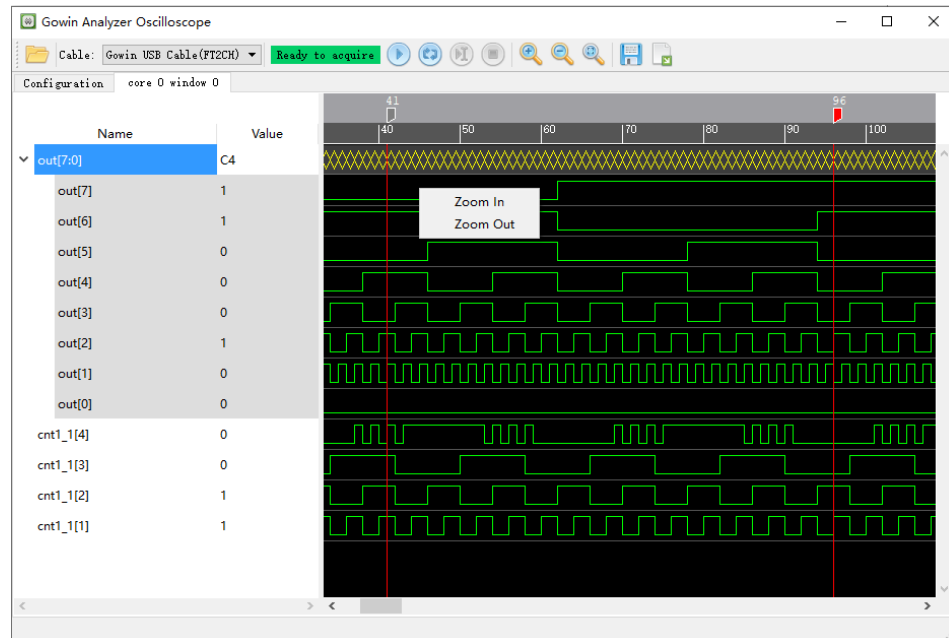 Gowin Analyzer Oscilloscope
Cable: Gowin USB Cable(FT2CH) Ready to acquire
Configuration core 0 window 0
41 96
Name Value
40 50 60 70 80 90 100
out[7:0] C4
out[7] 1
Zoom In
out[6] 1
Zoom Out
out[5] 0
out[4] 0
out[3] 0
out[2] 1
out[1] 0
out[0] 0
cnt1_1[4] 0
cnt1_1[3] 0
cnt1_1[2] 1
cnt1_1[1] 1